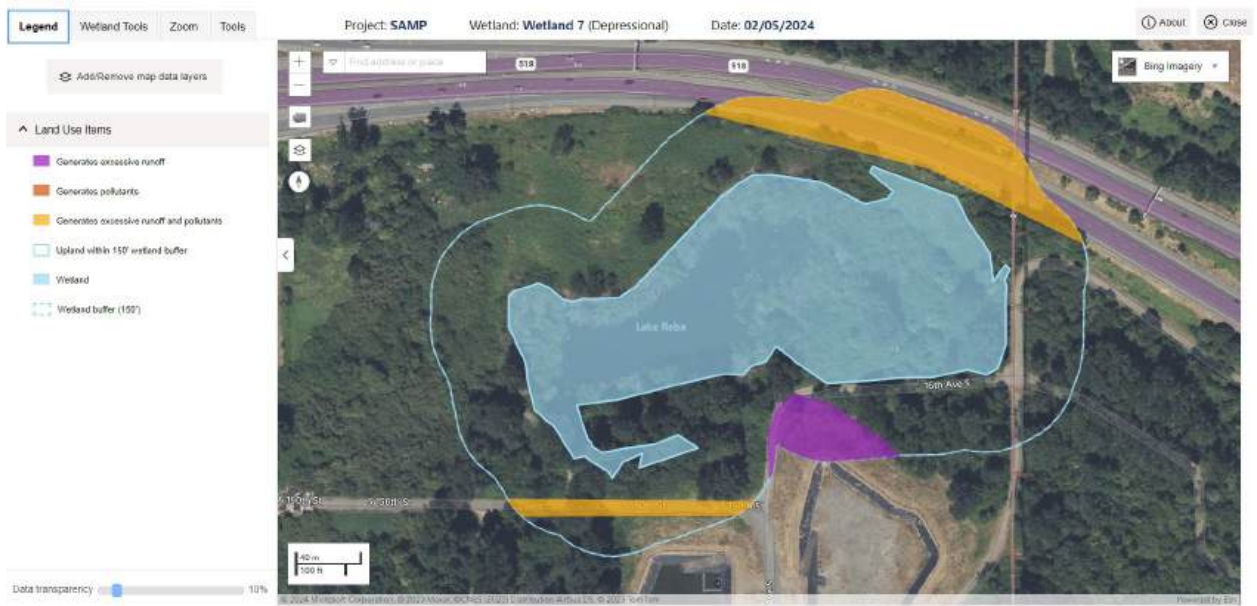 Legend
Wetland Tools
Zoom
Tools
Project: SAMP
Wetland: Wetland 7 (Depressional)
Date: 02/05/2024
About
Close
Add/Remove map data layers
Find address or place
518
518
Bing Imagery
Land Use Items
Generates excessive runoff
Generates pollutants
Generates excessive runoff and pollutants
Upland within 150' wetland buffer
Wetland
Wetland buffer (150')
Lake Reba
16th Ave S
S 150th St
40 m
100 ft
Data transparency
10%
Powered by Esri